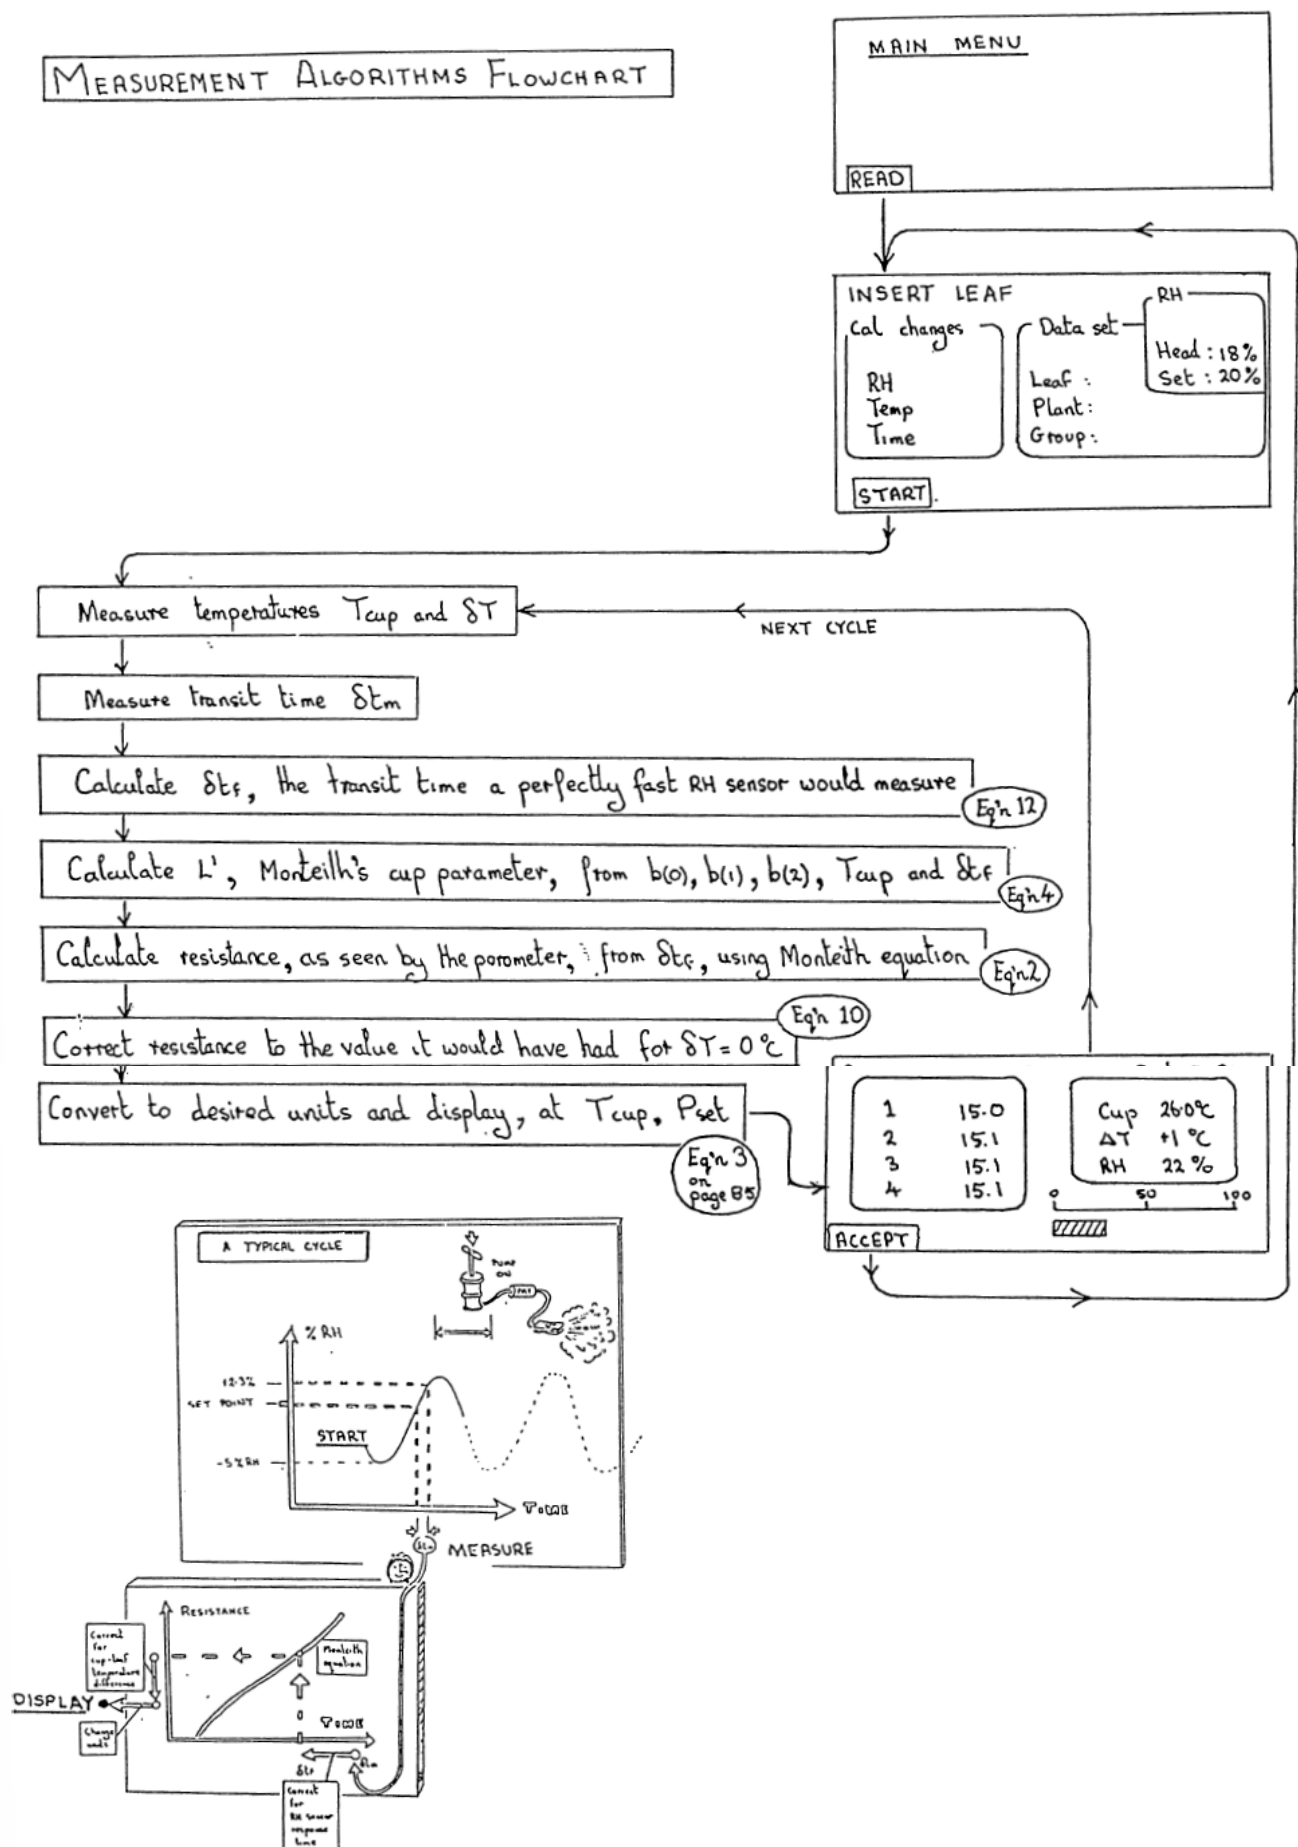 MEASUREMENT ALGORITHMS FLOWCHART
MAIN MENU
READ
INSERT LEAF
Cal changes
RH
Temp
Time
Data set
Leaf :
Plant:
Group:
RH
Head : 18%
Set : 20%
START.
Measure temperatures Tcup and δT
NEXT CYCLE
Measure transit time δtm
Calculate δtf, the transit time a perfectly fast RH sensor would measure
Eq'n 12
Calculate L', Monteilh's cup parameter, from b(0), b(1), b(2), Tcup and δtf
Eq'n 4
Calculate resistance, as seen by the porometer, from δtf, using Monteith equation
Eq'n 2
Correct resistance to the value it would have had for δT = 0°c
Eq'n 10
Convert to desired units and display, at Tcup, Pset
Eq'n 3
on
page 85
1 15.0
2 15.1
3 15.1
4 15.1
Cup 26.0°c
ΔT +1 °C
RH 22 %
0 50 100
ACCEPT
A TYPICAL CYCLE
PUMP
ON
% RH
+2.3%
SET POINT
START
-5% RH
TIME
δtm
MEASURE
RESISTANCE
Correct
for
cup-leaf
temperature
difference
Monteith
equation
DISPLAY
Change
units
TIME
δtf
δtm
Correct
for
RH sensor
response
time